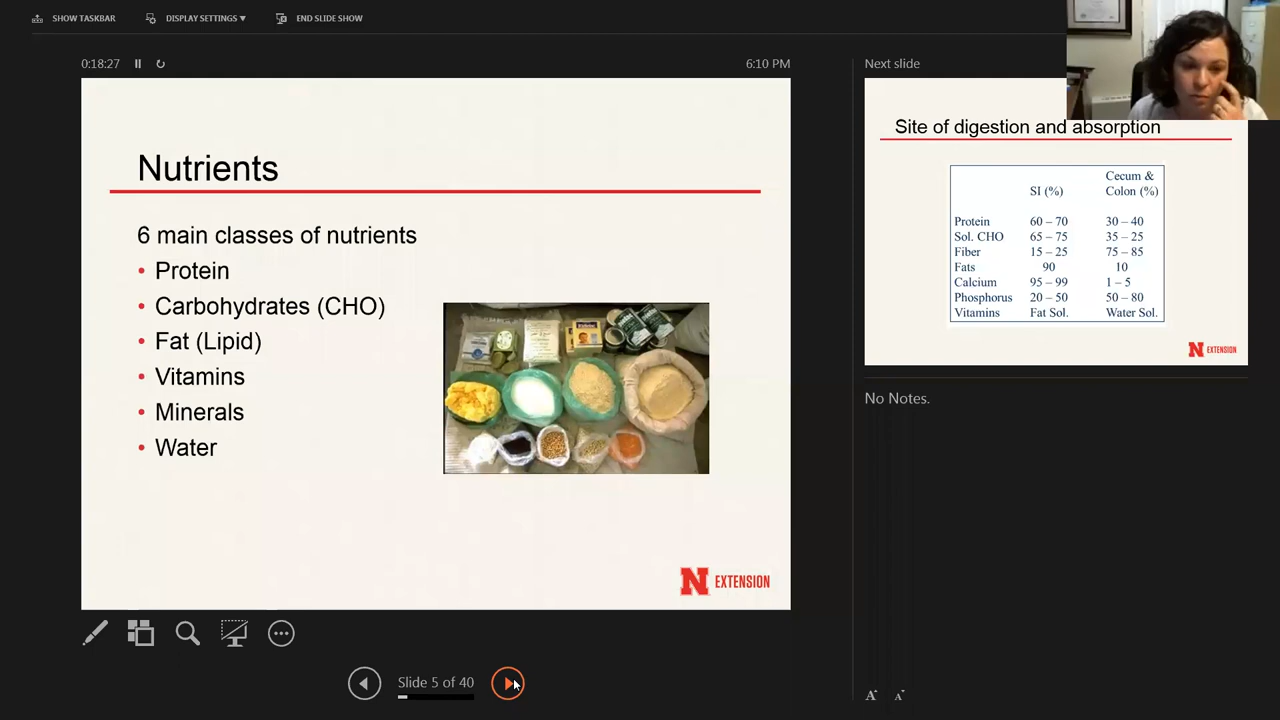 SHOW TASKBAR
DISPLAY SETTINGS
END SLIDE SHOW
0:18:27
6:10 PM
Nutrients
6 main classes of nutrients
• Protein
• Carbohydrates (CHO)
• Fat (Lipid)
• Vitamins
• Minerals
• Water
N EXTENSION
Slide 5 of 40
Next slide
Site of digestion and absorption
Cecum &
SI (%) Colon (%)
Protein 60 – 70 30 – 40
Sol. CHO 65 – 75 35 – 25
Fiber 15 – 25 75 – 85
Fats 90 10
Calcium 95 – 99 1 – 5
Phosphorus 20 – 50 50 – 80
Vitamins Fat Sol. Water Sol.
N EXTENSION
No Notes.
A A